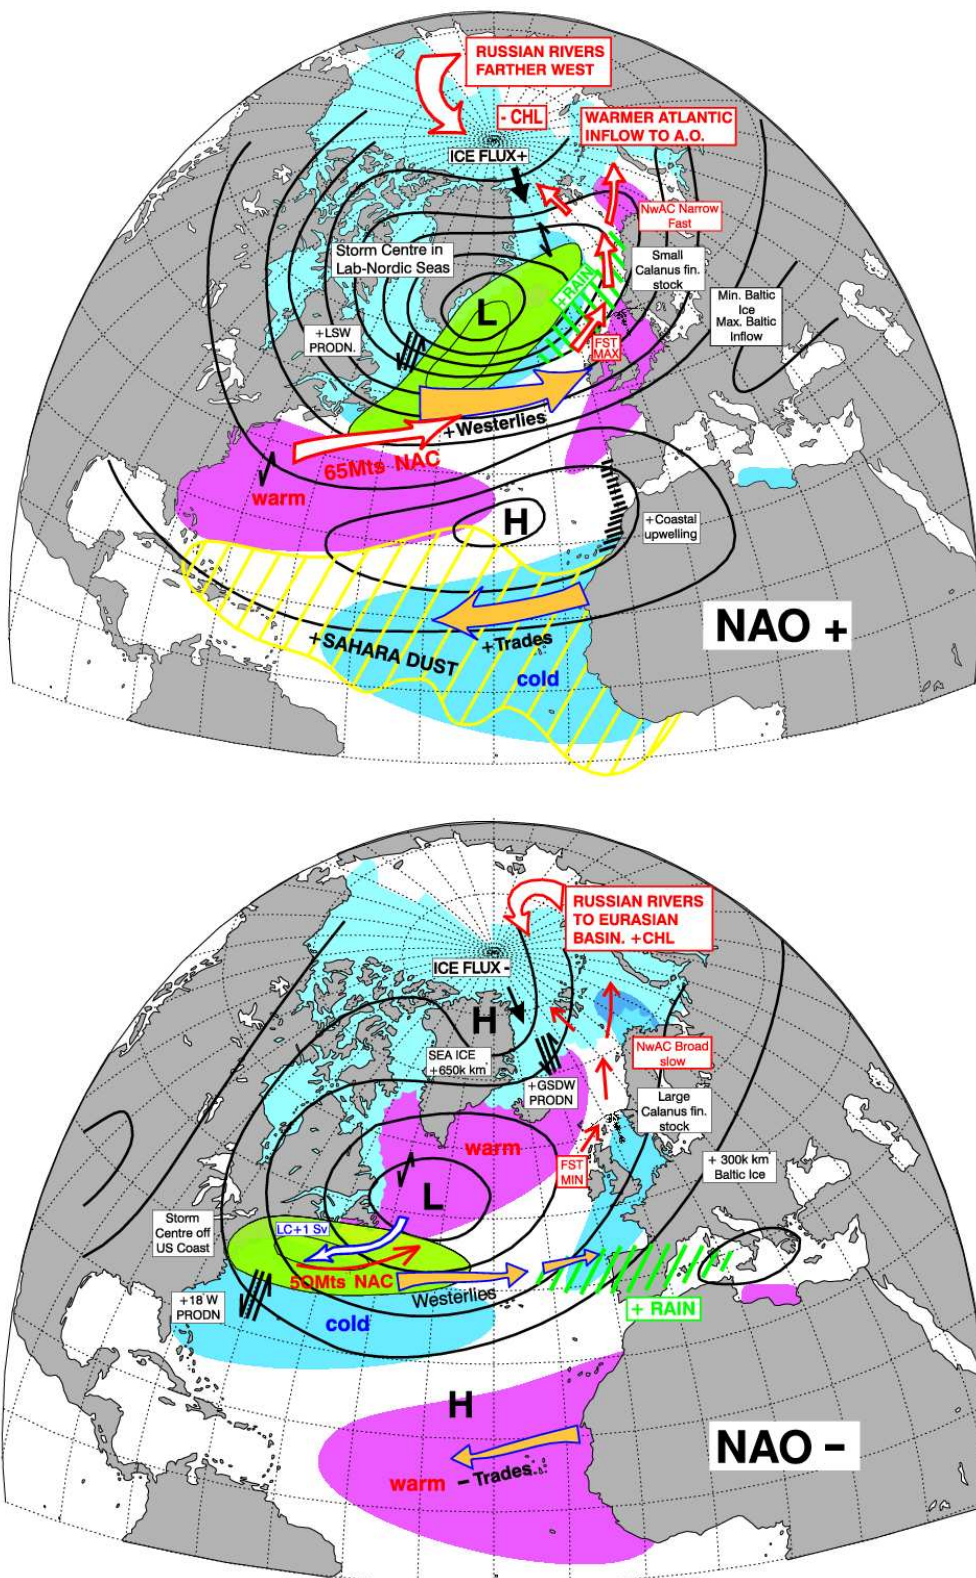 RUSSIAN RIVERS
FARTHER WEST
- CHL
WARMER ATLANTIC
INFLOW TO A.O.
ICE FLUX+
NwAC Narrow
Fast
Storm Centre in
Lab-Nordic Seas
Small
Calanus fin.
stock
+RAIN
L
Min. Baltic
Ice
Max. Baltic
Inflow
+LSW
PRODN.
FST
MAX
+Westerlies
65Mts NAC
warm
H
+Coastal
upwelling
NAO +
+SAHARA DUST
+Trades
cold
RUSSIAN RIVERS
TO EURASIAN
BASIN. +CHL
ICE FLUX -
H
NwAC Broad
slow
SEA ICE
+650k km
+GSDW
PRODN
Large
Calanus fin.
stock
warm
FST
MIN
+ 300k km
Baltic Ice
L
Storm
Centre off
US Coast
LC+1 Sv
50Mts NAC
Westerlies
+18 W
PRODN
+ RAIN
cold
H
NAO -
warm
- Trades